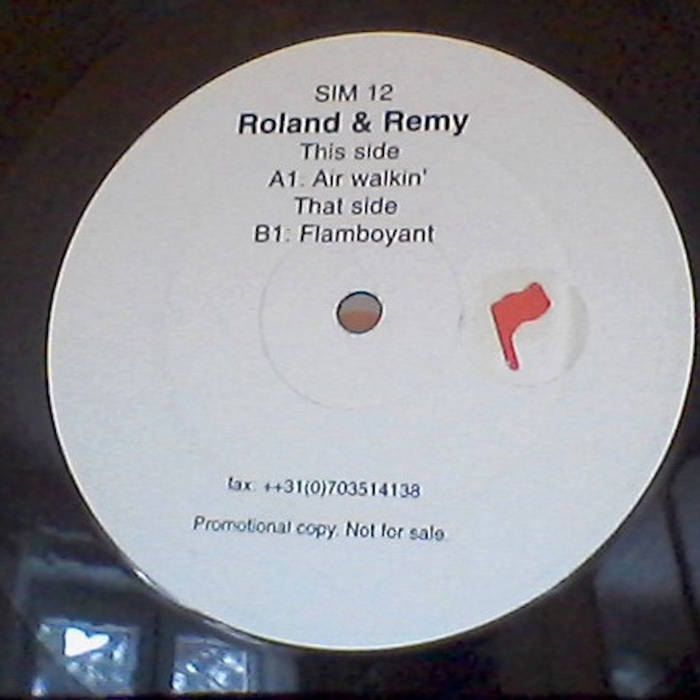 SIM 12
Roland & Remy
This side
A1. Air walkin'
That side
B1: Flamboyant
fax: ++31(0)703514138
Promotional copy. Not for sale.